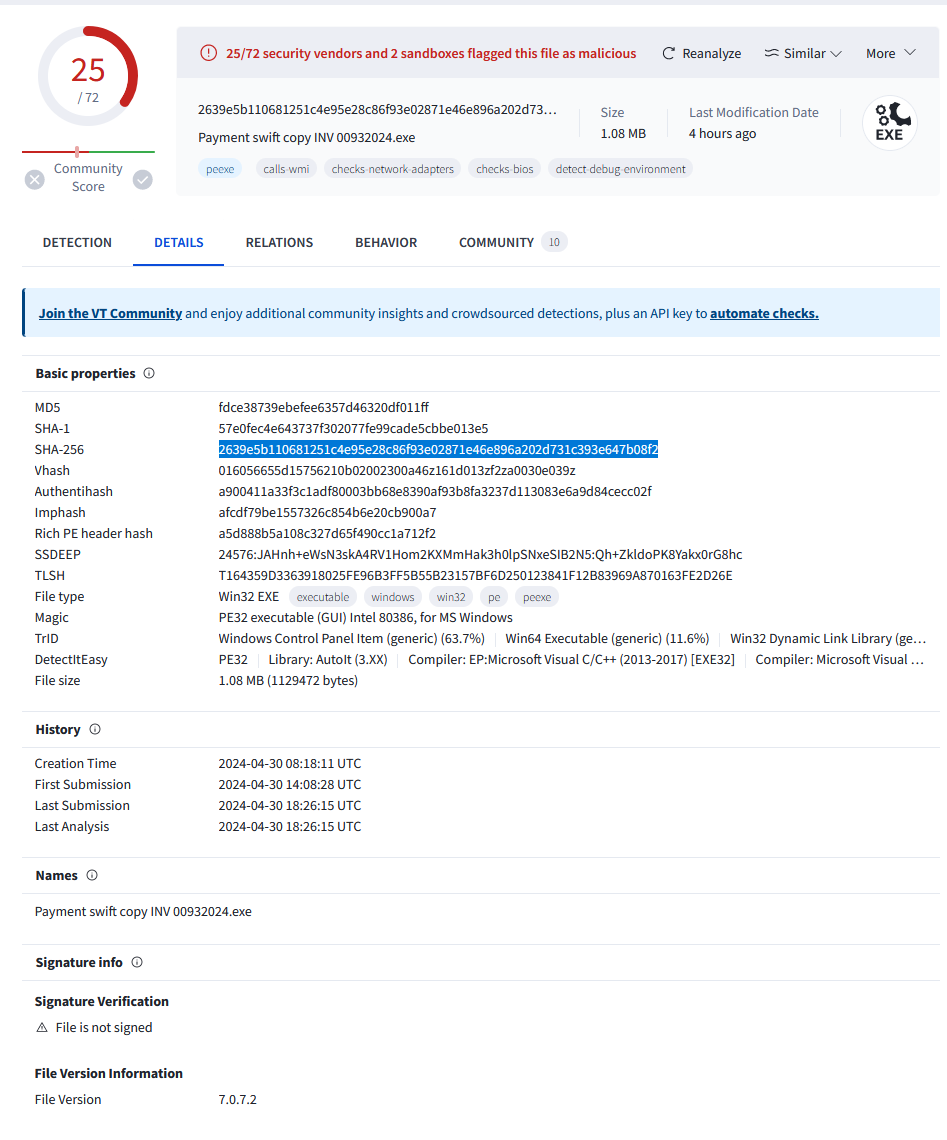 25
/ 72
Community
Score
25/72 security vendors and 2 sandboxes flagged this file as malicious
Reanalyze
Similar
More
2639e5b110681251c4e95e28c86f93e02871e46e896a202d73…
Payment swift copy INV 00932024.exe
Size
1.08 MB
Last Modification Date
4 hours ago
EXE
peexe calls-wmi checks-network-adapters checks-bios detect-debug-environment
DETECTION DETAILS RELATIONS BEHAVIOR COMMUNITY 10
Join the VT Community and enjoy additional community insights and crowdsourced detections, plus an API key to automate checks.
Basic properties
MD5 fdce38739ebefee6357d46320df011ff
SHA-1 57e0fec4e643737f302077fe99cade5cbbe013e5
SHA-256 2639e5b110681251c4e95e28c86f93e02871e46e896a202d731c393e647b08f2
Vhash 016056655d15756210b02002300a46z161d013zf2za0030e039z
Authentihash a900411a33f3c1adf80003bb68e8390af93b8fa3237d113083e6a9d84cecc02f
Imphash afcdf79be1557326c854b6e20cb900a7
Rich PE header hash a5d888b5a108c327d65f490cc1a712f2
SSDEEP 24576:JAHnh+eWsN3skA4RV1Hom2KXMmHak3h0lpSNxeSIB2N5:Qh+ZkldoPK8Yakx0rG8hc
TLSH T164359D3363918025FE96B3FF5B55B23157BF6D250123841F12B83969A870163FE2D26E
File type Win32 EXE executable windows win32 pe peexe
Magic PE32 executable (GUI) Intel 80386, for MS Windows
TrID Windows Control Panel Item (generic) (63.7%) Win64 Executable (generic) (11.6%) Win32 Dynamic Link Library (ge…
DetectItEasy PE32 Library: AutoIt (3.XX) Compiler: EP:Microsoft Visual C/C++ (2013-2017) [EXE32] Compiler: Microsoft Visual …
File size 1.08 MB (1129472 bytes)
History
Creation Time 2024-04-30 08:18:11 UTC
First Submission 2024-04-30 14:08:28 UTC
Last Submission 2024-04-30 18:26:15 UTC
Last Analysis 2024-04-30 18:26:15 UTC
Names
Payment swift copy INV 00932024.exe
Signature info
Signature Verification
File is not signed
File Version Information
File Version 7.0.7.2